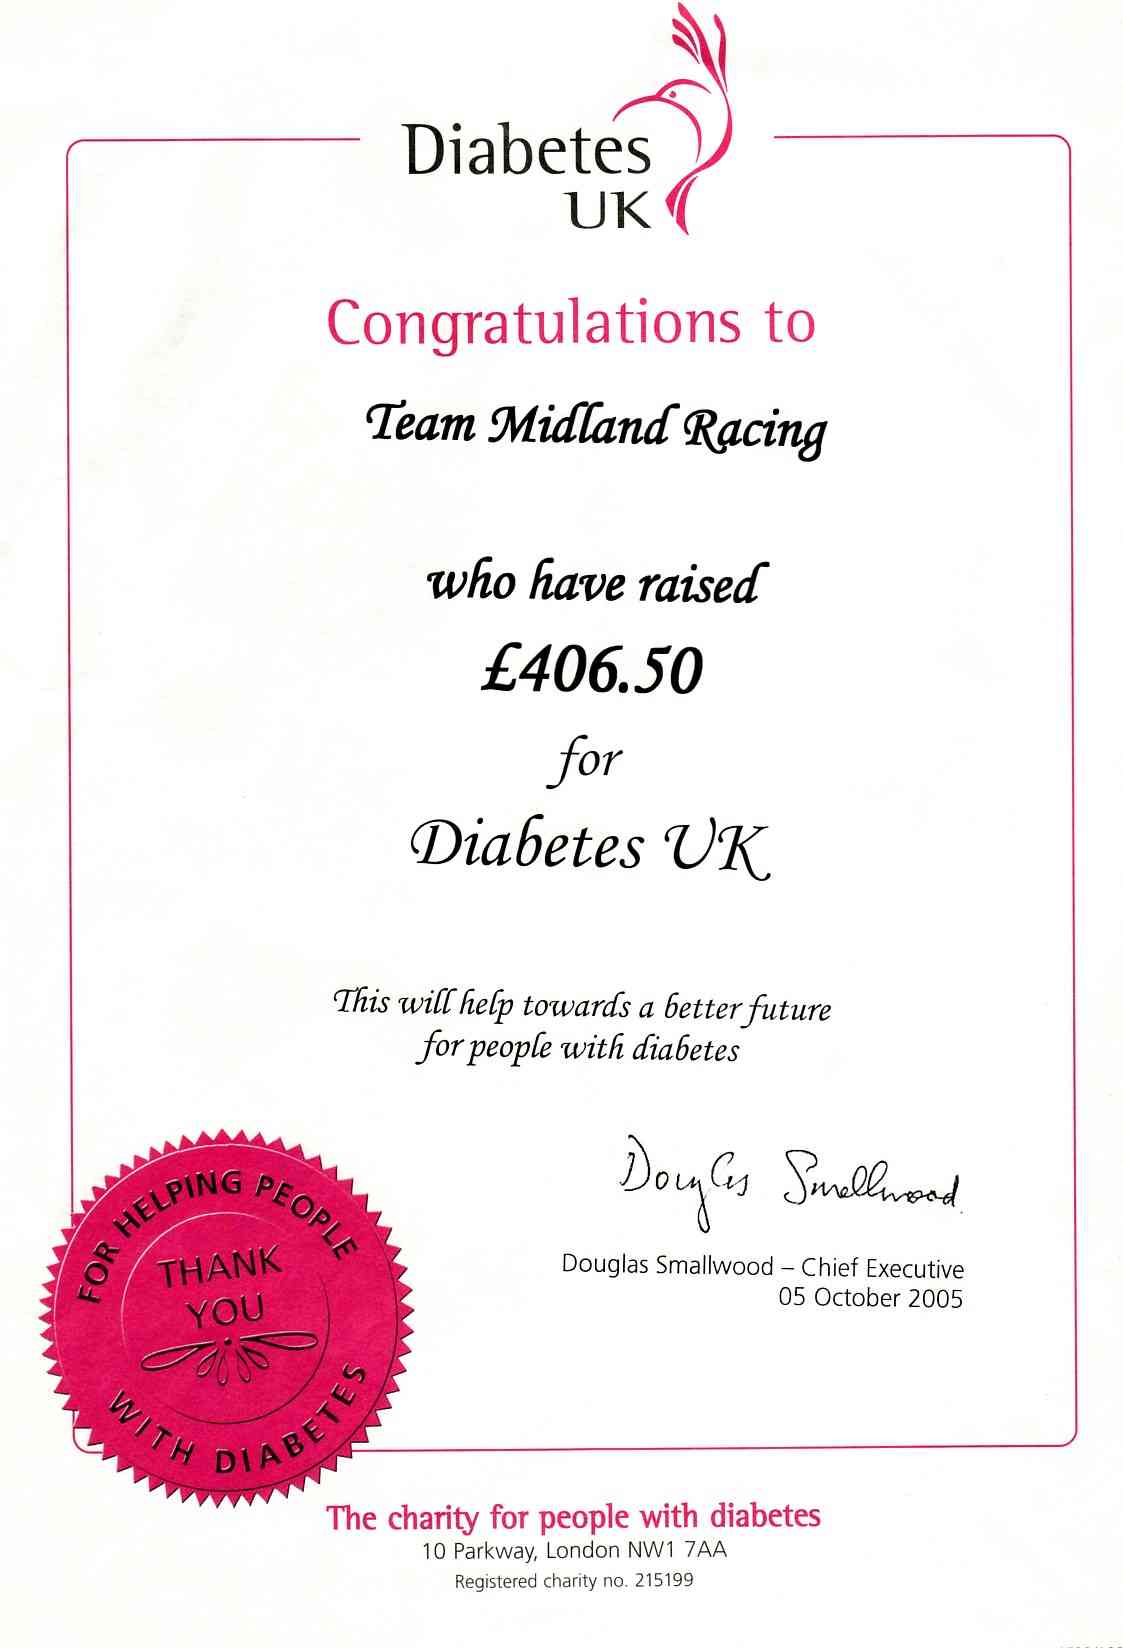 Diabetes
UK
Congratulations to
Team Midland Racing
who have raised
£406.50
for
Diabetes UK
This will help towards a better future
for people with diabetes
Douglas Smallwood
Douglas Smallwood – Chief Executive
05 October 2005
FOR HELPING PEOPLE
THANK
YOU
WITH DIABETES
The charity for people with diabetes
10 Parkway, London NW1 7AA
Registered charity no. 215199